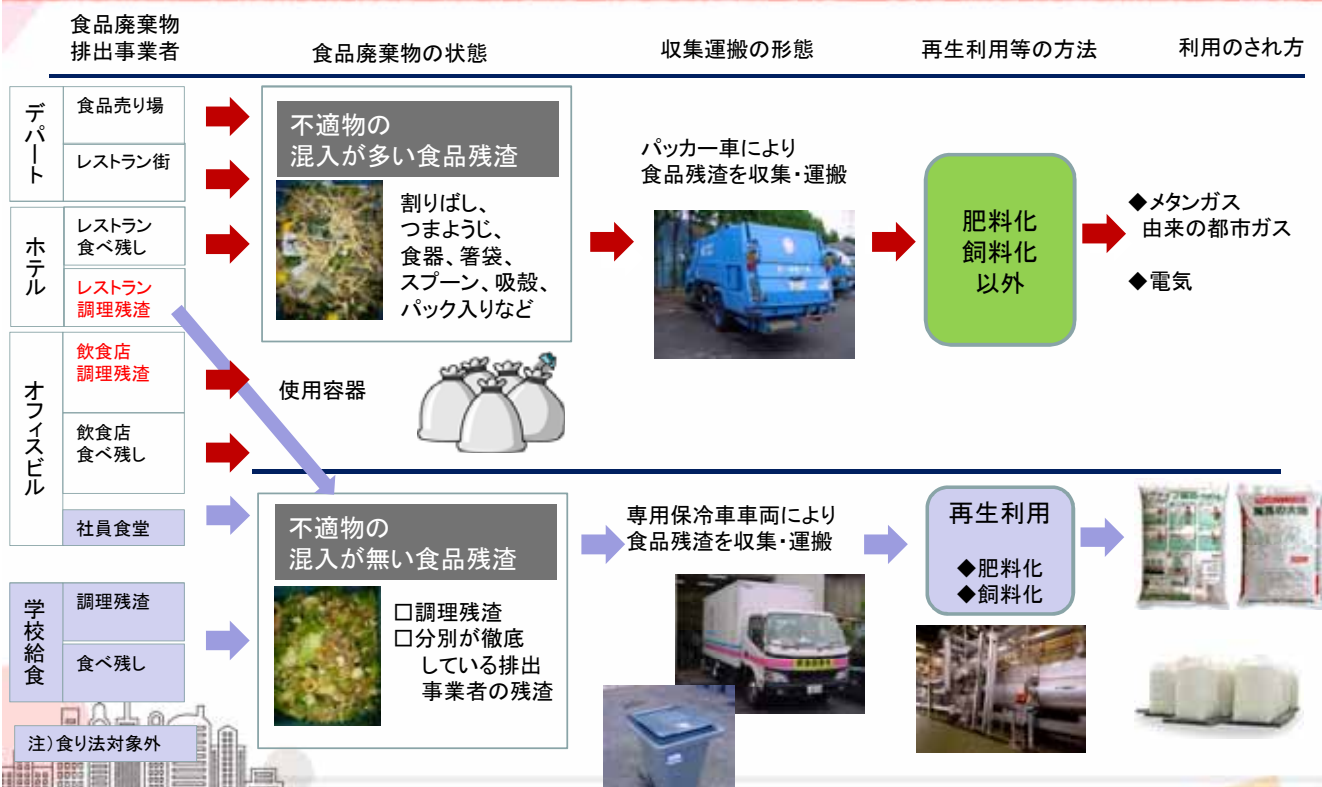 食品廃棄物
排出事業者
食品廃棄物の状態
収集運搬の形態
再生利用等の方法
利用のされ方
デパート
食品売り場
レストラン街
ホテル
レストラン
食べ残し
レストラン
調理残渣
オフィスビル
飲食店
調理残渣
飲食店
食べ残し
社員食堂
学校給食
調理残渣
食べ残し
注)食リ法対象外
不適物の
混入が多い食品残渣
割りばし、
つまようじ、
食器、箸袋、
スプーン、吸殻、
パック入りなど
使用容器
パッカー車により
食品残渣を収集・運搬
肥料化
飼料化
以外
◆メタンガス
由来の都市ガス
◆電気
不適物の
混入が無い食品残渣
□調理残渣
□分別が徹底
している排出
事業者の残渣
専用保冷車車両により
食品残渣を収集・運搬
再生利用
◆肥料化
◆飼料化